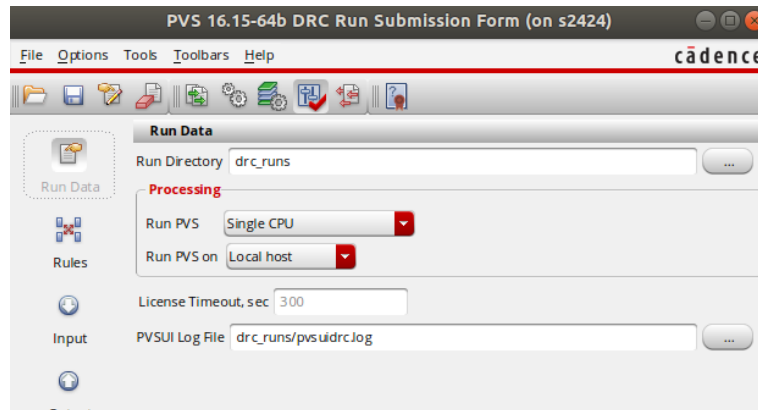 PVS 16.15-64b DRC Run Submission Form (on s2424)
File Options Tools Toolbars Help
cādence
Run Data
Run Directory drc_runs ...
Run Data
Processing
Run PVS Single CPU
Rules
Run PVS on Local host
License Timeout, sec 300
Input
PVSUI Log File drc_runs/pvsuidrc.log ...